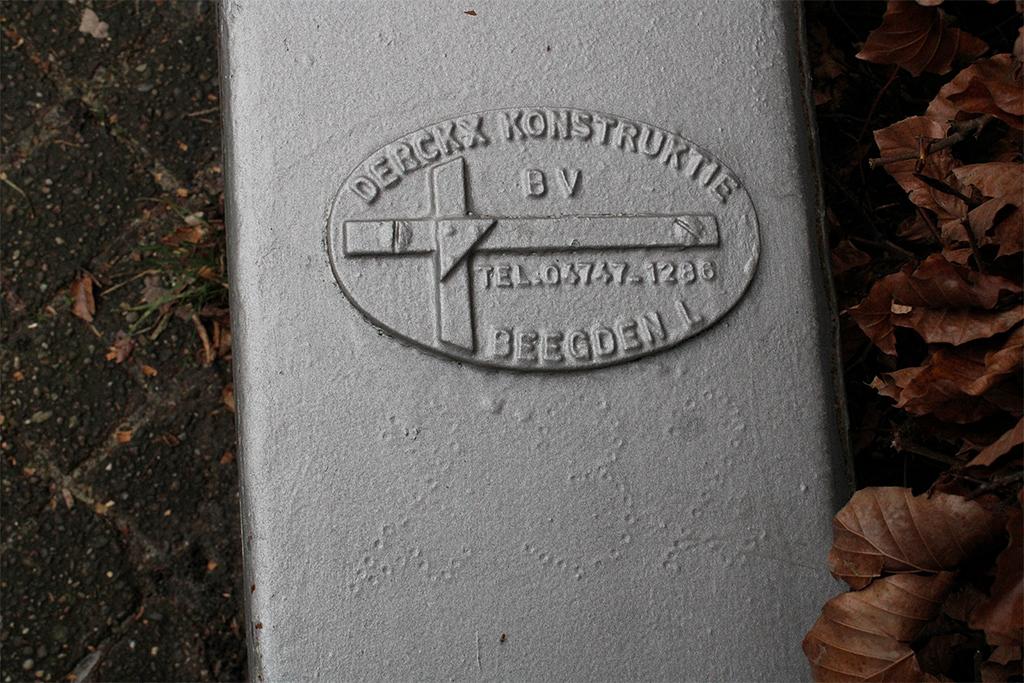 DERCKX KONSTRUKTIE
BV
TEL.04747-1286
BEEGDEN L